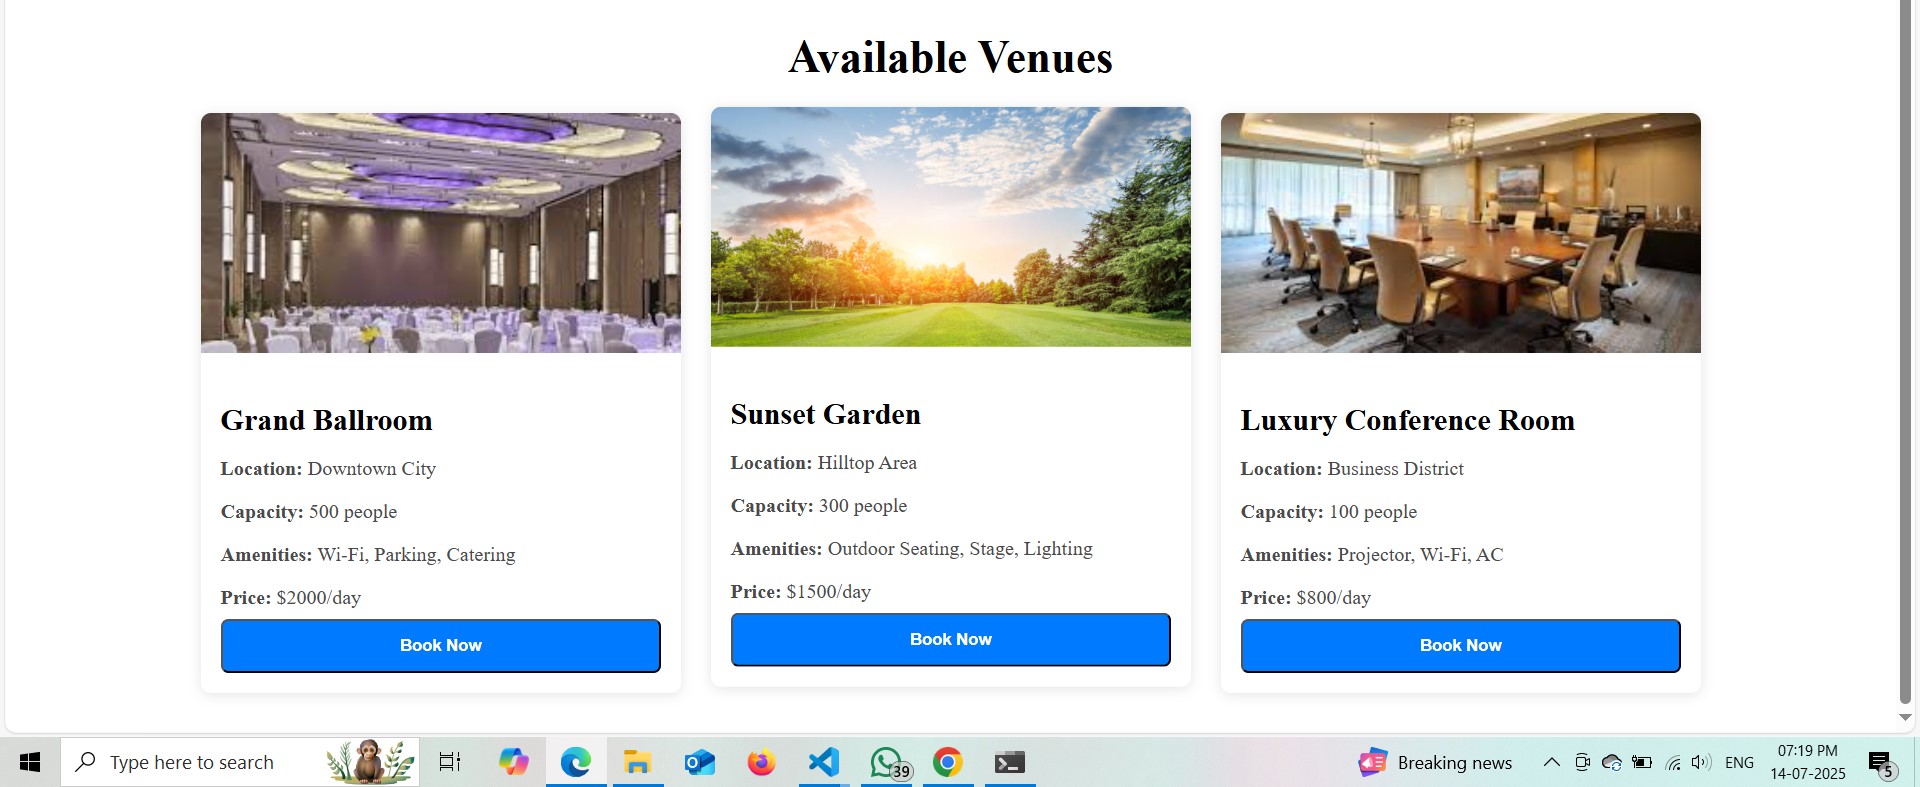 Available Venues
Grand Ballroom
Location: Downtown City
Capacity: 500 people
Amenities: Wi-Fi, Parking, Catering
Price: $2000/day
Book Now
Sunset Garden
Location: Hilltop Area
Capacity: 300 people
Amenities: Outdoor Seating, Stage, Lighting
Price: $1500/day
Book Now
Luxury Conference Room
Location: Business District
Capacity: 100 people
Amenities: Projector, Wi-Fi, AC
Price: $800/day
Book Now
Type here to search
39
Breaking news
ENG
07:19 PM
14-07-2025
5